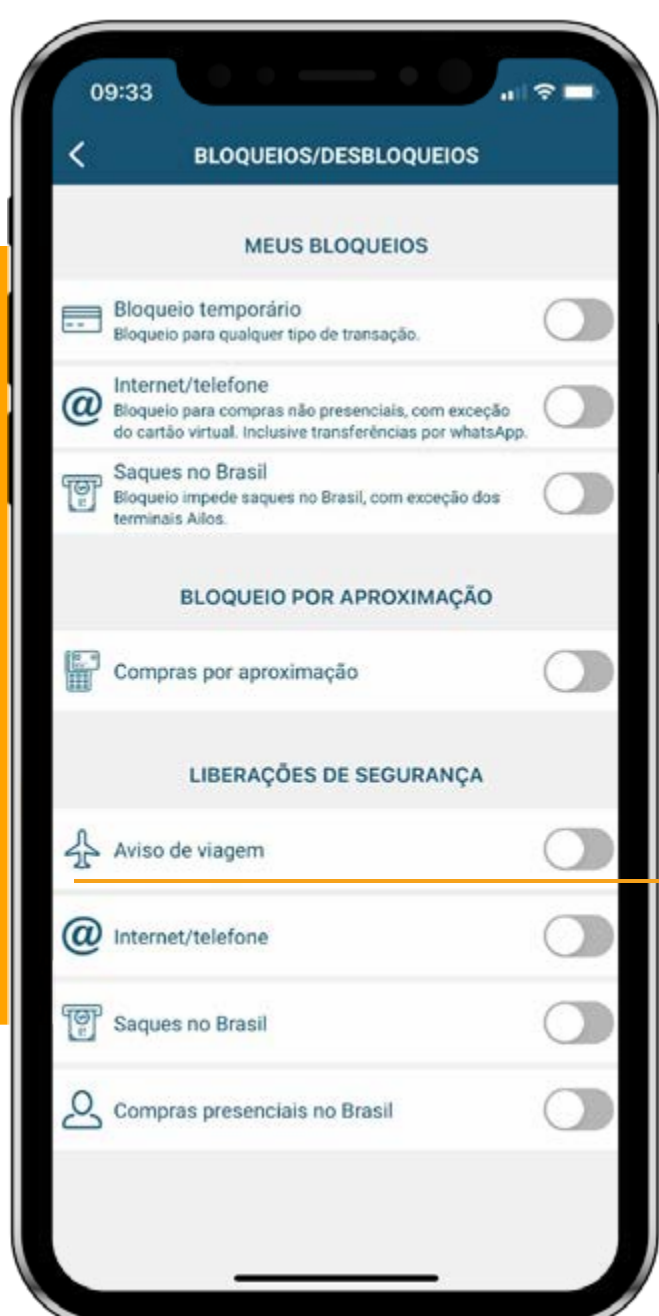 09:33
BLOQUEIOS/DESBLOQUEIOS
MEUS BLOQUEIOS
Bloqueio temporário
Bloqueio para qualquer tipo de transação.
Internet/telefone
Bloqueio para compras não presenciais, com exceção
do cartão virtual. Inclusive transferências por whatsApp.
Saques no Brasil
Bloqueio impede saques no Brasil, com exceção dos
terminais Ailos.
BLOQUEIO POR APROXIMAÇÃO
Compras por aproximação
LIBERAÇÕES DE SEGURANÇA
Aviso de viagem
Internet/telefone
Saques no Brasil
Compras presenciais no Brasil